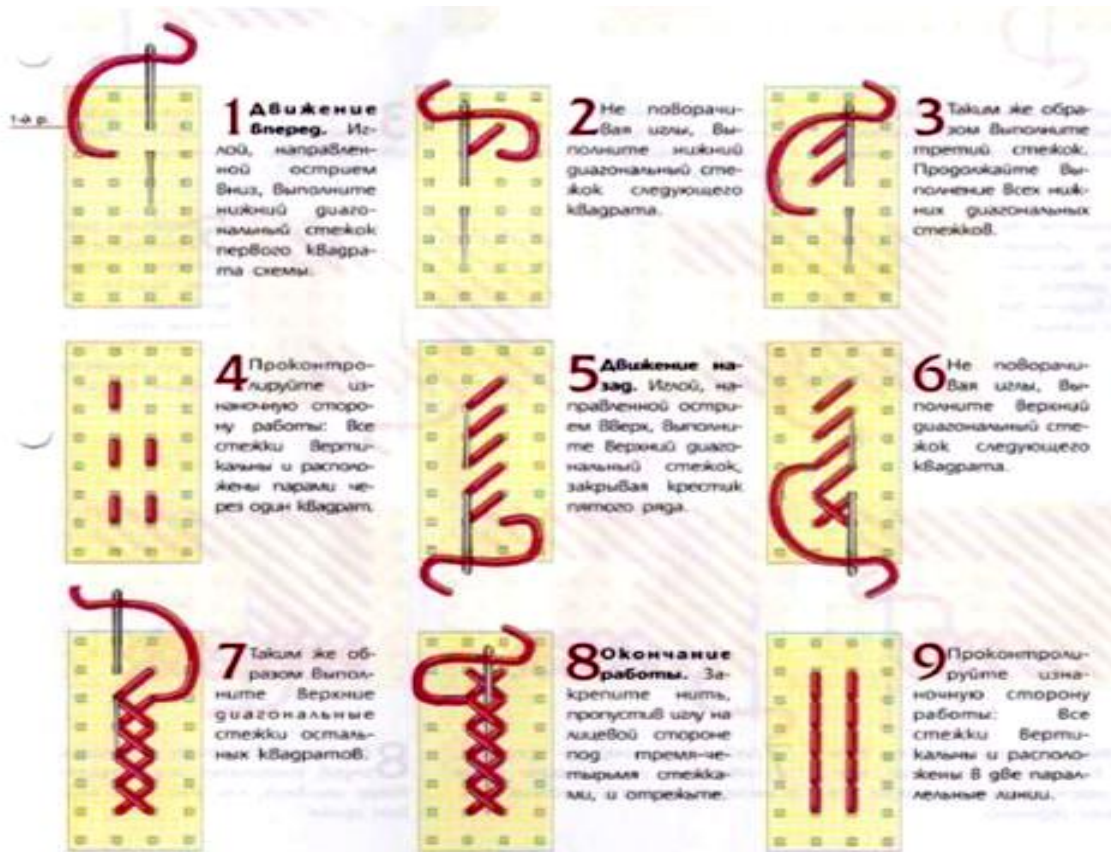 1-й р.
1 Движение
вперед. Иг-
лой, направлен-
ной острием
вниз, выполните
нижний диаго-
нальный стежок
первого квадра-
та схемы.
2 Не поворачи-
вая иглы, вы-
полните нижний
диагональный сте-
жок следующего
квадрата.
3 Таким же обра-
зом выполните
третий стежок.
Продолжайте вы-
полнение всех ниж-
них диагональных
стежков.
4 Проконтро-
лируйте из-
наночную сторо-
ну работы: все
стежки верти-
кальны и располо-
жены парами че-
рез один квадрат.
5 Движение на-
зад. Иглой, на-
правленной остри-
ем вверх, выполни-
те верхний диаго-
нальный стежок,
закрывая крестик
пятого ряда.
6 Не поворачи-
вая иглы, вы-
полните верхний
диагональный сте-
жок следующего
квадрата.
7 Таким же об-
разом выпол-
ните верхние
диагональные
стежки осталь-
ных квадратов.
8 Окончание
работы. За-
крепите нить,
пропустив иглу на
лицевой стороне
под тремя-че-
тырьмя стежка-
ми, и отрежьте.
9 Проконтроли-
руйте изна-
ночную сторону
работы: все
стежки верти-
кальны и располо-
жены в две парал-
лельные линии.